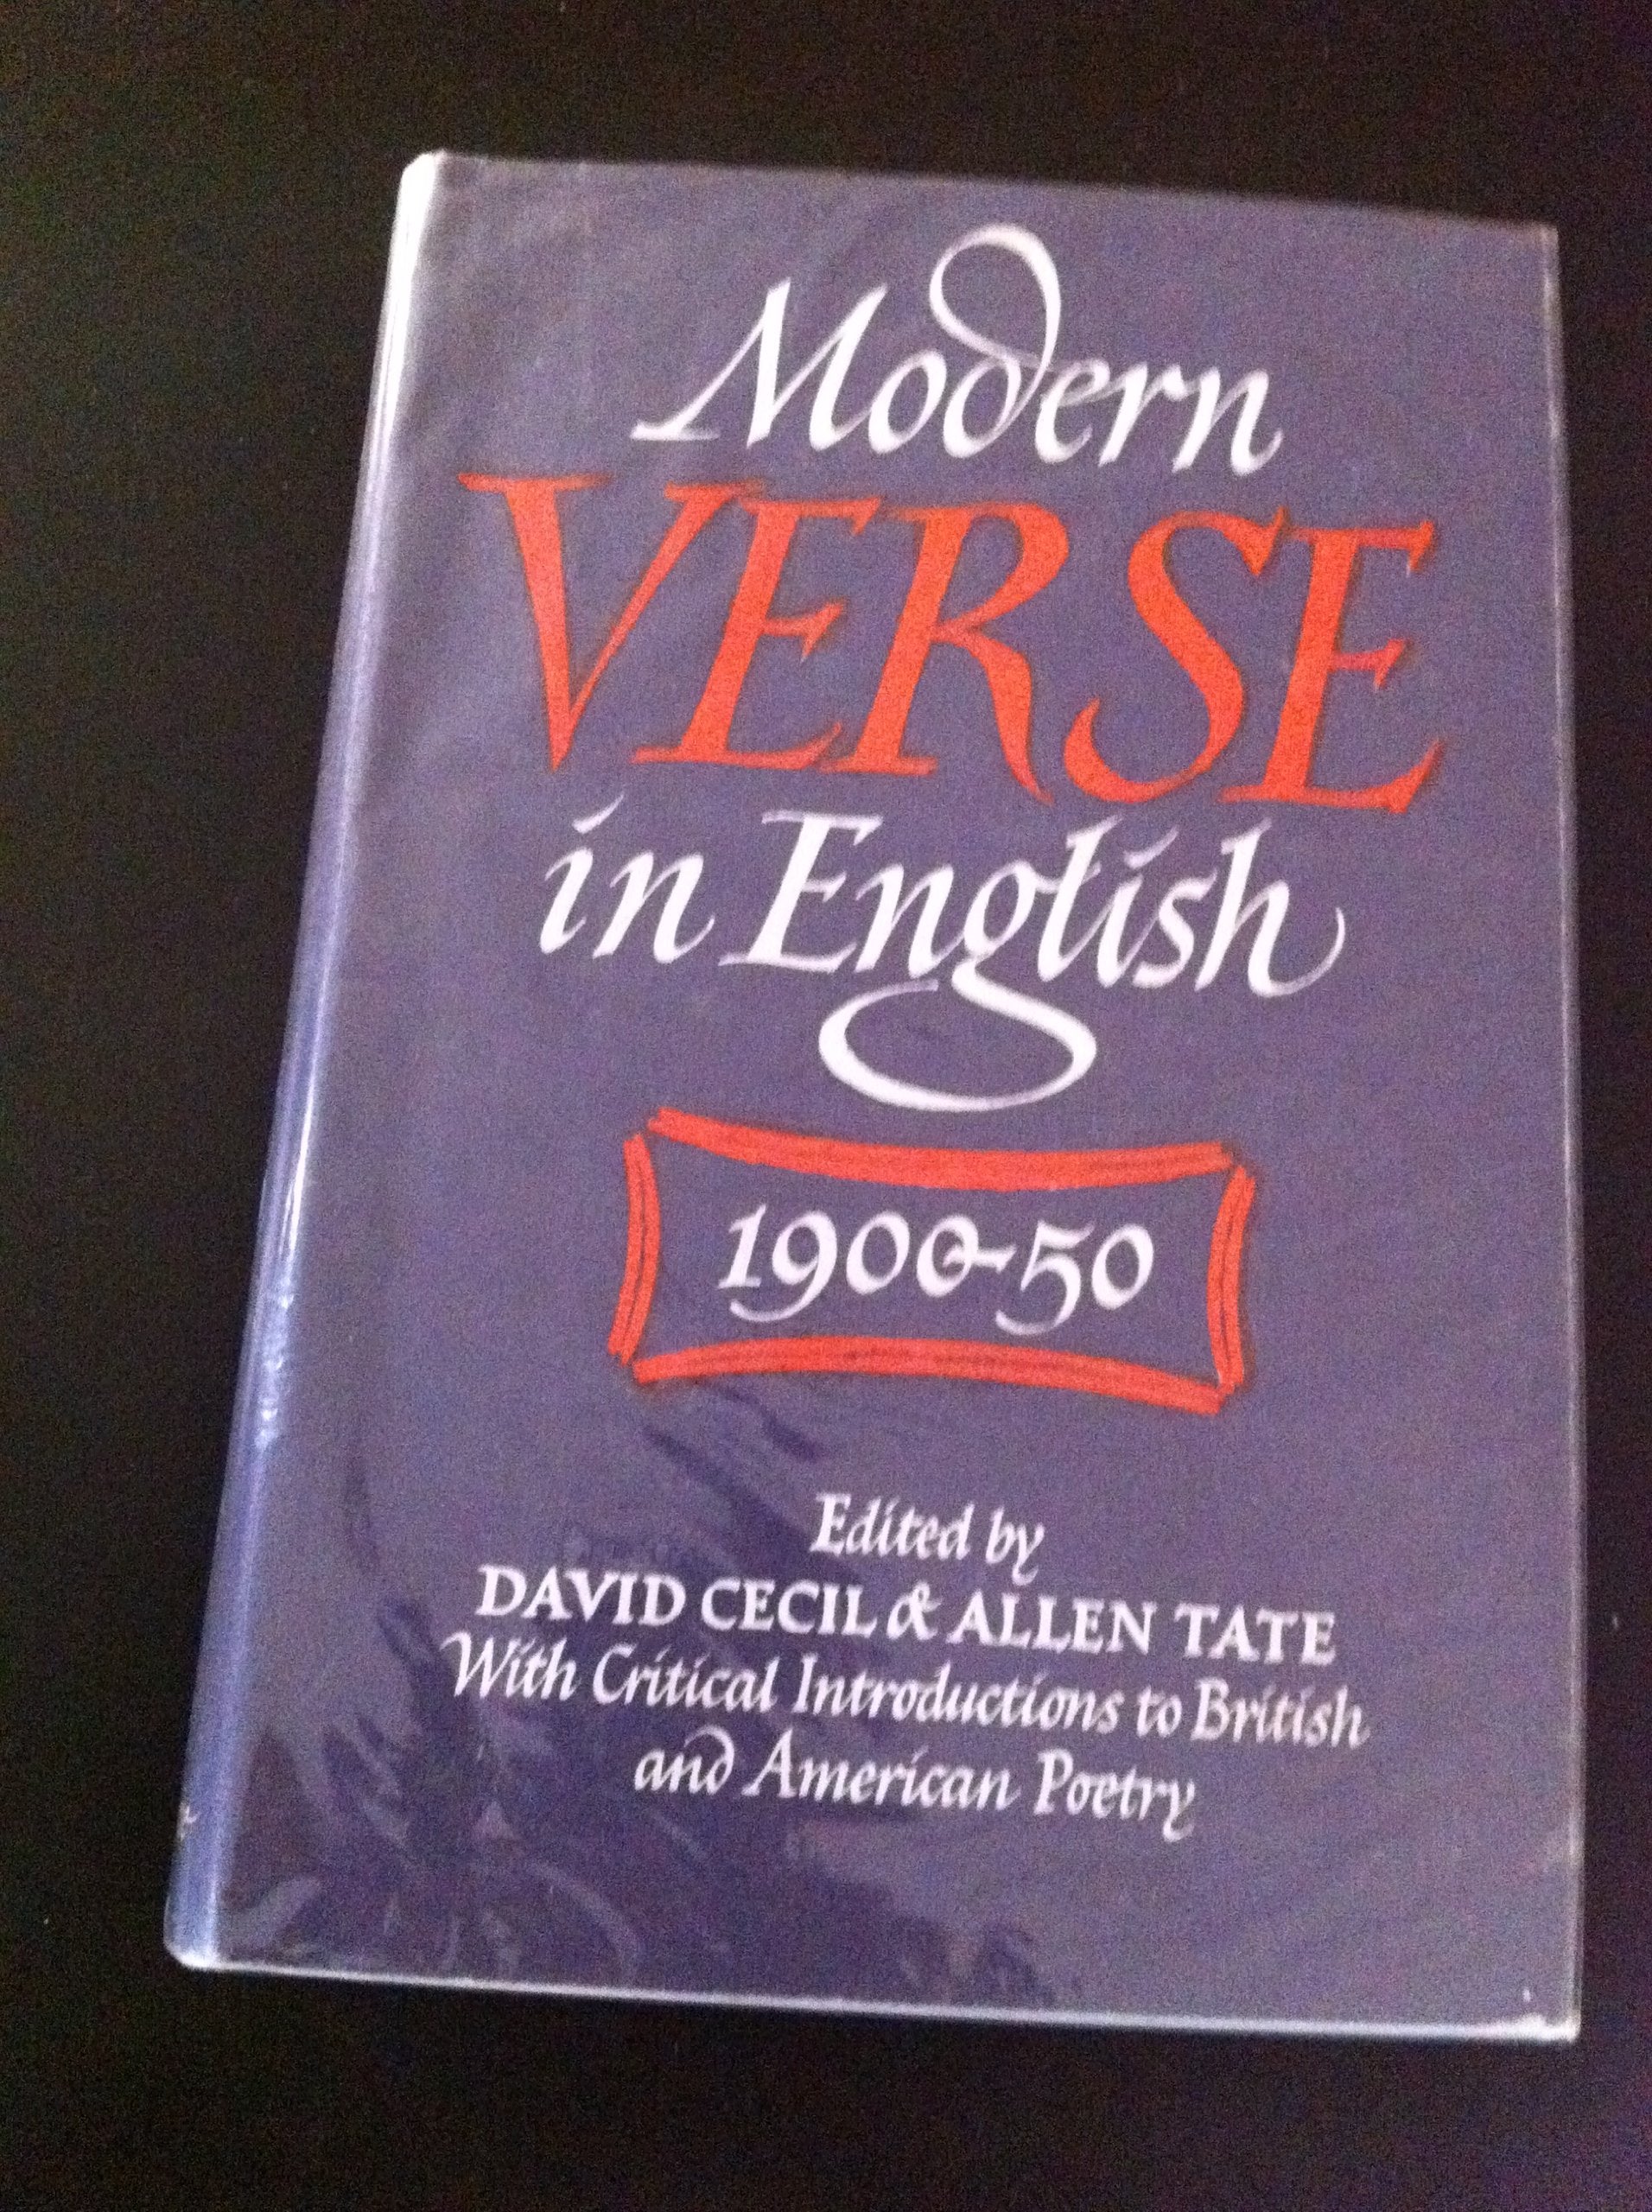 Modern
VERSE
in English
1900-50
Edited by
DAVID CECIL & ALLEN TATE
With Critical Introductions to British
and American Poetry